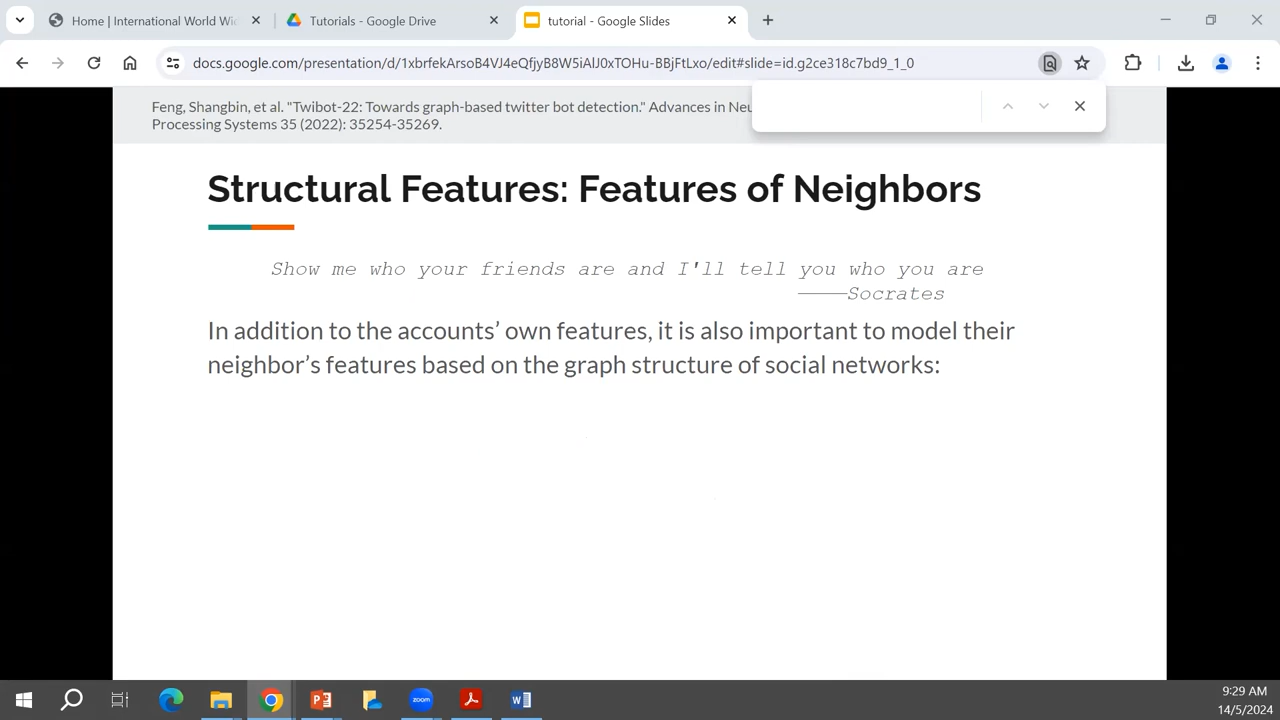 Home | International World Wi
Tutorials - Google Drive
tutorial - Google Slides
docs.google.com/presentation/d/1xbrfekArsoB4VJ4eQfjyB8W5iAlJ0xTOHu-BBjFtLxo/edit#slide=id.g2ce318c7bd9_1_0
Feng, Shangbin, et al. "Twibot-22: Towards graph-based twitter bot detection." Advances in Neu
Processing Systems 35 (2022): 35254-35269.
Structural Features: Features of Neighbors
Show me who your friends are and I'll tell you who you are
————Socrates
In addition to the accounts’ own features, it is also important to model their
neighbor’s features based on the graph structure of social networks:
zoom
9:29 AM
14/5/2024